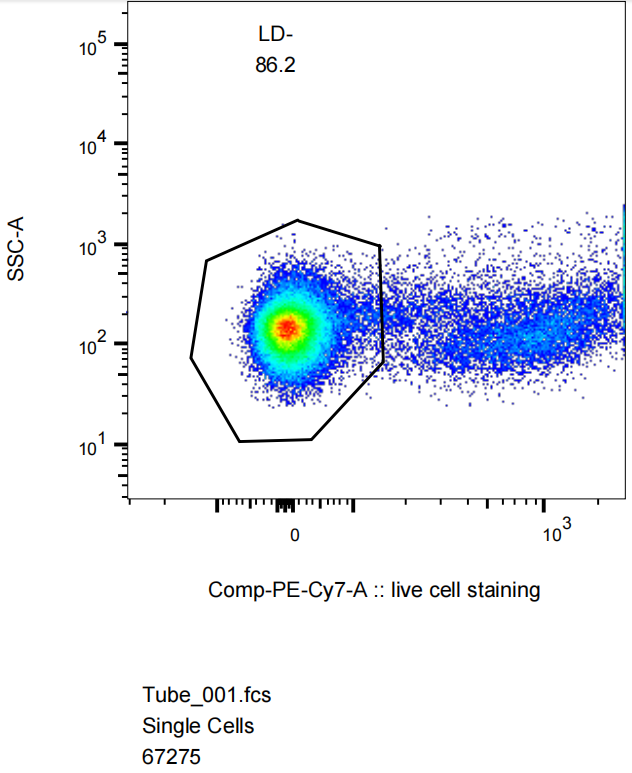 LD-
86.2
10^5
10^4
10^3
10^2
10^1
SSC-A
0 10^3
Comp-PE-Cy7-A :: live cell staining
Tube_001.fcs
Single Cells
67275